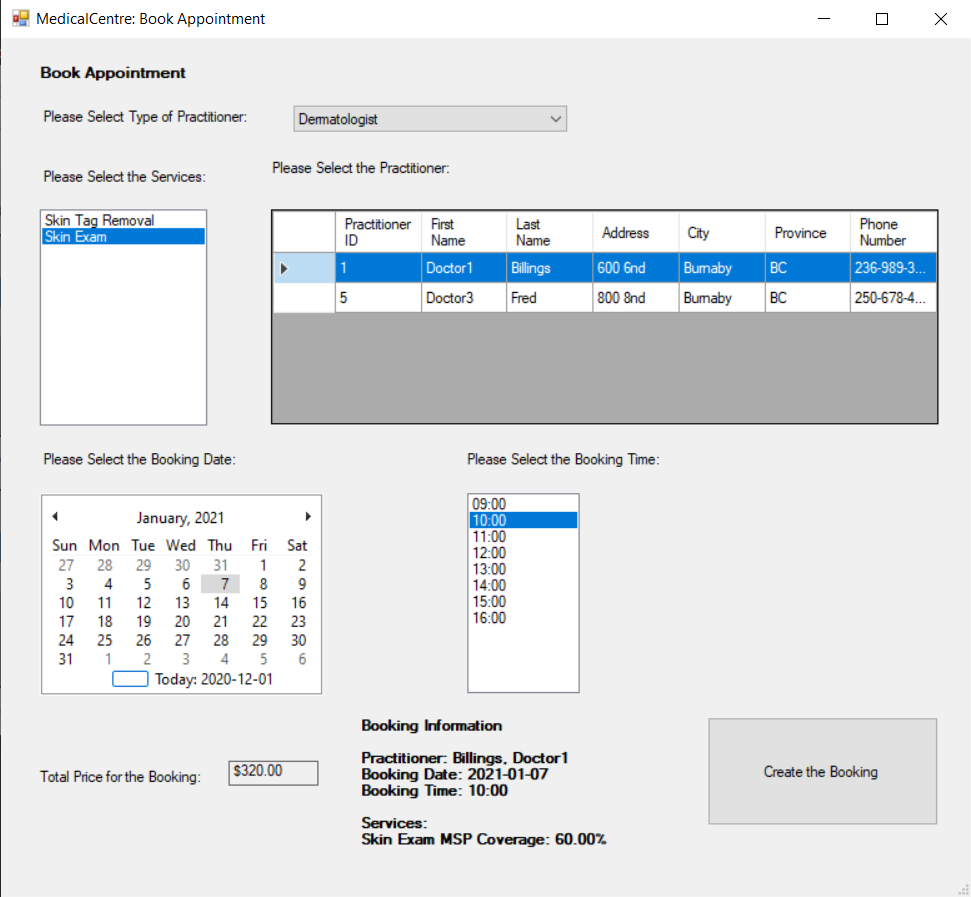 MedicalCentre: Book Appointment
Book Appointment
Please Select Type of Practitioner:
Dermatologist
Please Select the Services:
Skin Tag Removal
Skin Exam
Please Select the Practitioner:
Practitioner ID First Name Last Name Address City Province Phone Number
1 Doctor1 Billings 600 6nd Burnaby BC 236-989-3...
5 Doctor3 Fred 800 8nd Burnaby BC 250-678-4...
Please Select the Booking Date:
January, 2021
Sun Mon Tue Wed Thu Fri Sat
27 28 29 30 31 1 2
3 4 5 6 7 8 9
10 11 12 13 14 15 16
17 18 19 20 21 22 23
24 25 26 27 28 29 30
31 1 2 3 4 5 6
Today: 2020-12-01
Please Select the Booking Time:
09:00
10:00
11:00
12:00
13:00
14:00
15:00
16:00
Total Price for the Booking:
$320.00
Booking Information
Practitioner: Billings, Doctor1
Booking Date: 2021-01-07
Booking Time: 10:00
Services:
Skin Exam MSP Coverage: 60.00%
Create the Booking